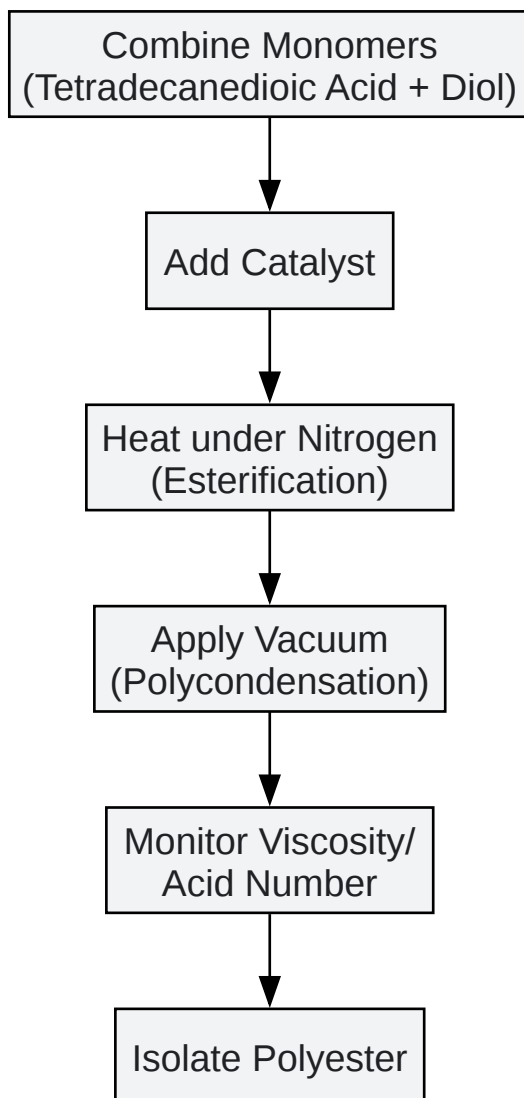 Combine Monomers
(Tetradecanedioic Acid + Diol)
Add Catalyst
Heat under Nitrogen
(Esterification)
Apply Vacuum
(Polycondensation)
Monitor Viscosity/
Acid Number
Isolate Polyester